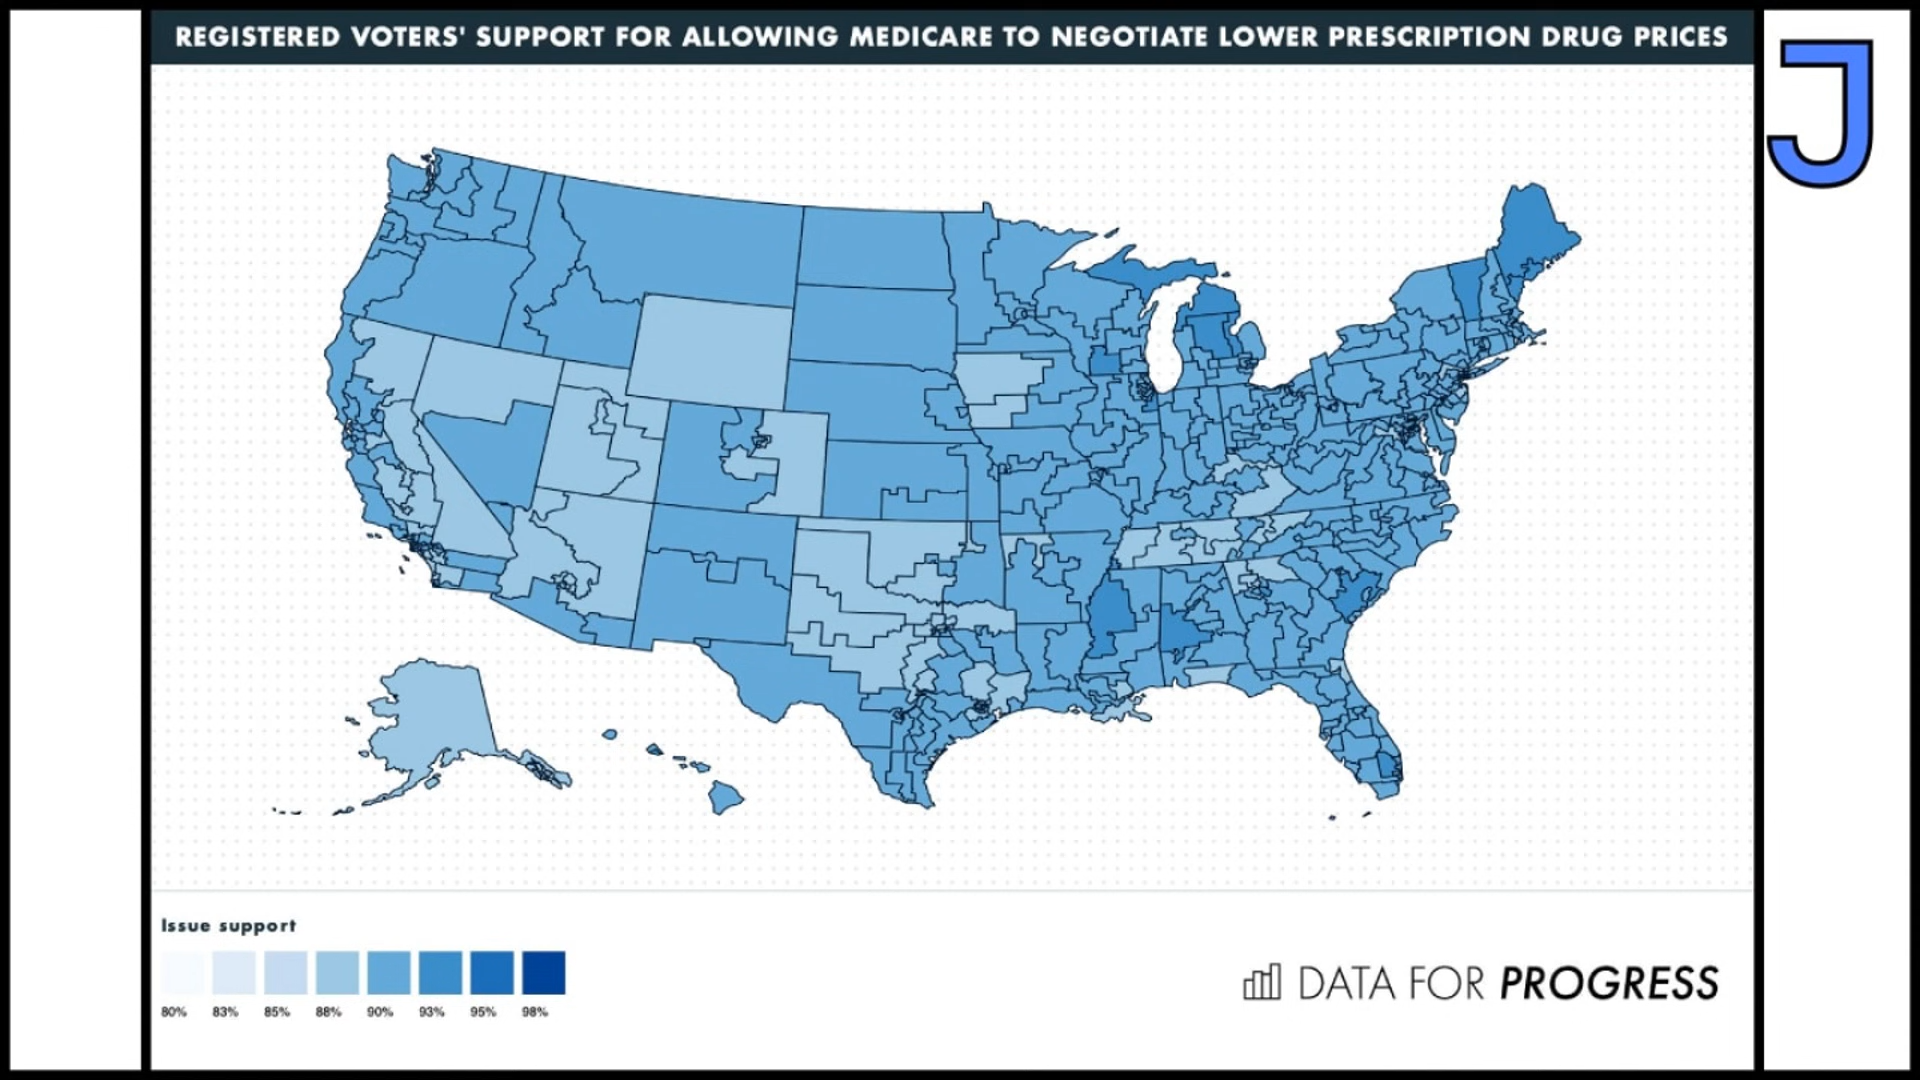 REGISTERED VOTERS' SUPPORT FOR ALLOWING MEDICARE TO NEGOTIATE LOWER PRESCRIPTION DRUG PRICES
J
Issue support
80% 83% 85% 88% 90% 93% 95% 98%
DATA FOR PROGRESS